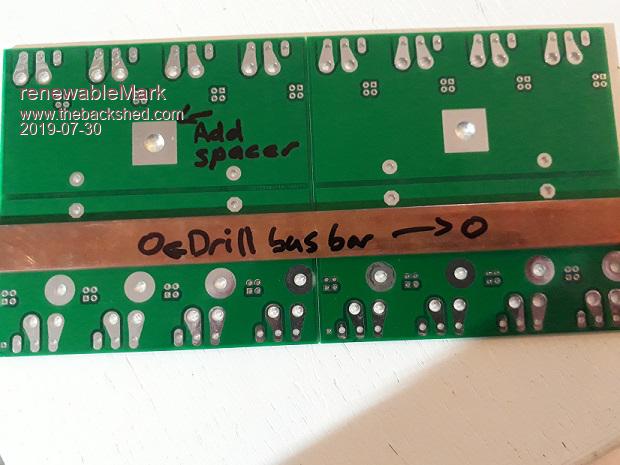 renewableMark
www.thebackshed.com
2019-07-30
Add
spacer
O←Drill bus bar →O